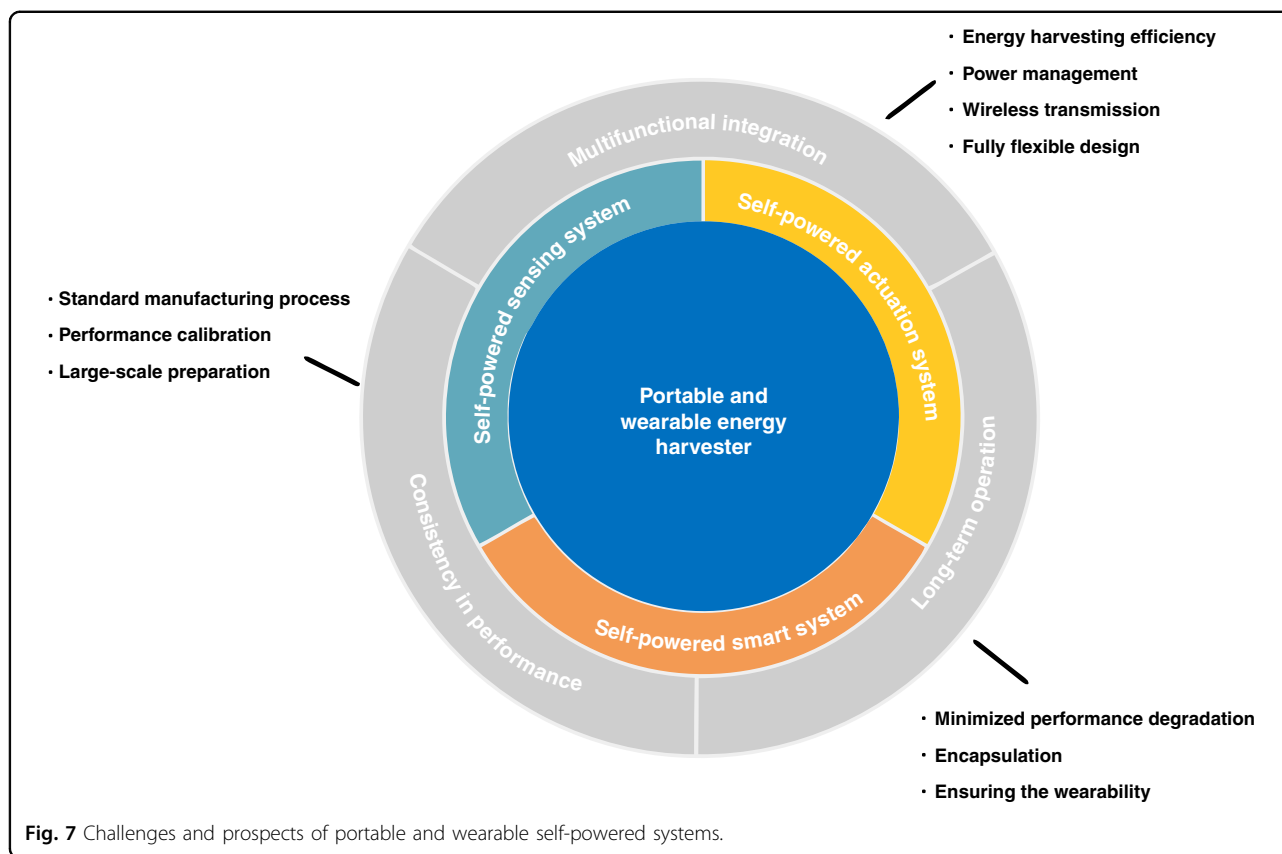 · Energy harvesting efficiency
· Power management
· Wireless transmission
· Fully flexible design
Multifunctional integration
Self-powered sensing system
Self-powered actuation system
· Standard manufacturing process
· Performance calibration
· Large-scale preparation
Portable and
wearable energy
harvester
Consistency in performance
Self-powered smart system
Long-term operation
· Minimized performance degradation
· Encapsulation
· Ensuring the wearability
Fig. 7 Challenges and prospects of portable and wearable self-powered systems.